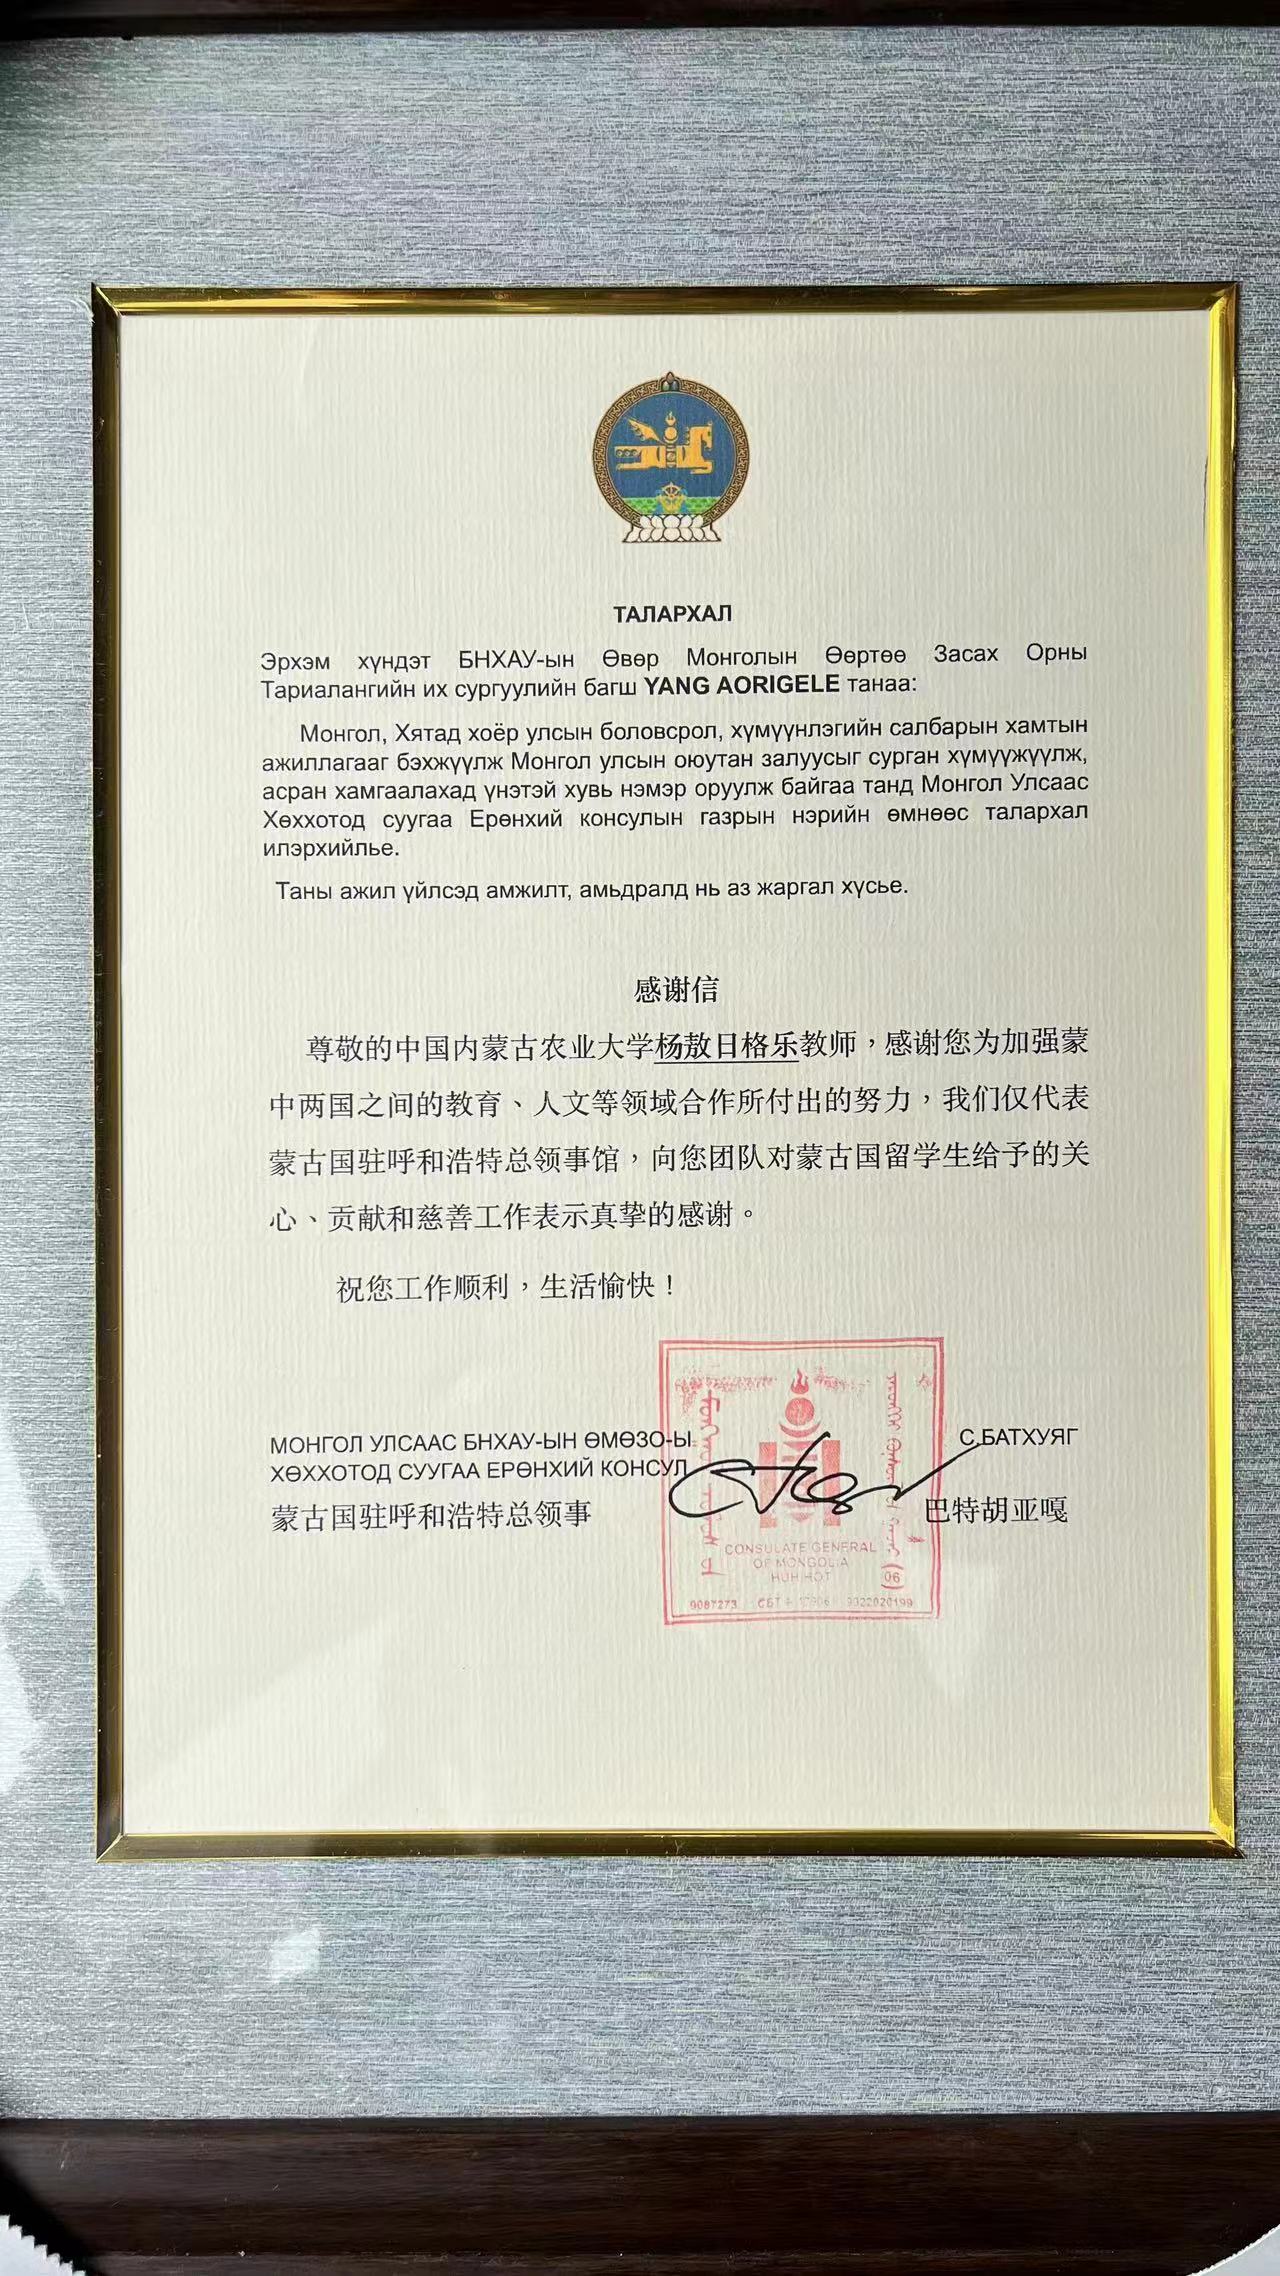 ТАЛАРХАЛ
Эрхэм хүндэт БНХАУ-ын Өвөр Монголын Өөртөө Засах Орны
Тариалангийн их сургуулийн багш YANG AORIGELE танаа:
Монгол, Хятад хоёр улсын боловсрол, хүмүүнлэгийн салбарын хамтын
ажиллагааг бэхжүүлж Монгол улсын оюутан залуусыг сурган хүмүүжүүлж,
асран хамгаалахад үнэтэй хувь нэмэр оруулж байгаа танд Монгол Улсаас
Хөххотод суугаа Ерөнхий консулын газрын нэрийн өмнөөс талархал
илэрхийлье.
Таны ажил үйлсэд амжилт, амьдралд нь аз жаргал хүсье.
感谢信
尊敬的中国内蒙古农业大学杨敖日格乐教师，感谢您为加强蒙
中两国之间的教育、人文等领域合作所付出的努力，我们仅代表
蒙古国驻呼和浩特总领事馆，向您团队对蒙古国留学生给予的关
心、贡献和慈善工作表示真挚的感谢。
祝您工作顺利，生活愉快！
МОНГОЛ УЛСААС БНХАУ-ЫН ӨМӨЗО-Ы
ХӨХХОТОД СУУГАА ЕРӨНХИЙ КОНСУЛ
С.БАТХУЯГ
蒙古国驻呼和浩特总领事
巴特胡亚嘎
CONSULATE GENERAL
OF MONGOLIA
HUHHOT
(06)
9087273 СБТ 9022020199